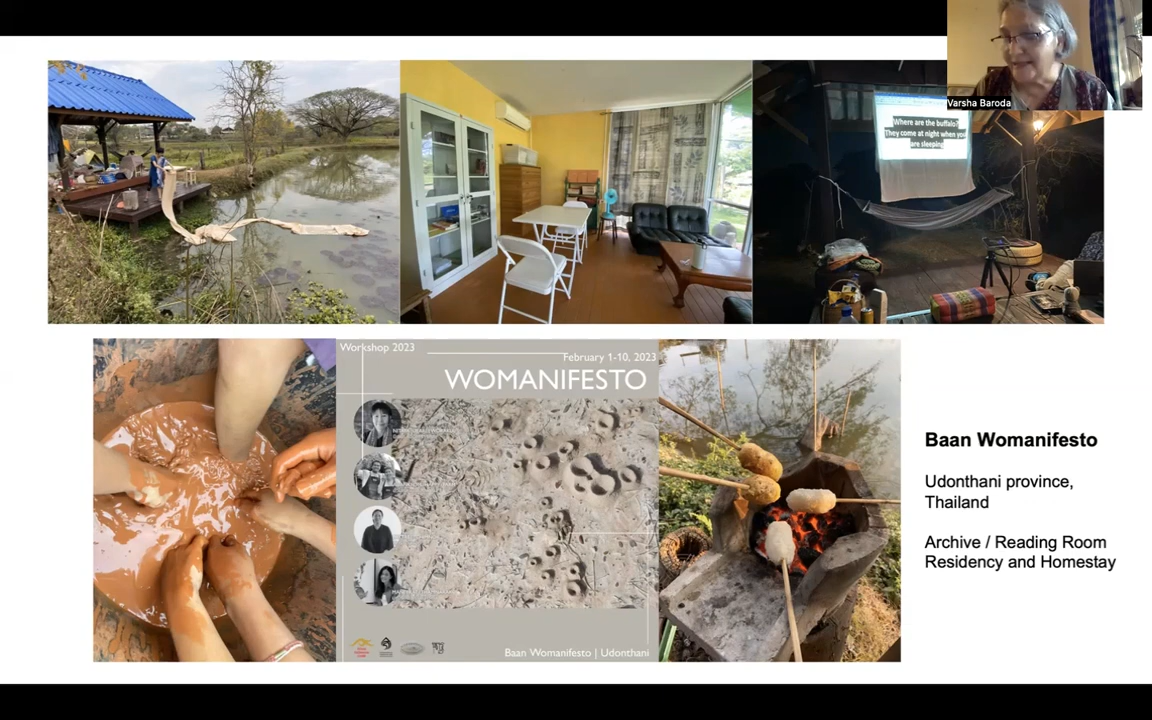 Varsha Baroda
Where are the buffalo?
They come at night when you
are sleeping
Workshop 2023
February 1-10, 2023
WOMANIFESTO
Baan Womanifesto | Udonthani
Baan Womanifesto
Udonthani province,
Thailand
Archive / Reading Room
Residency and Homestay